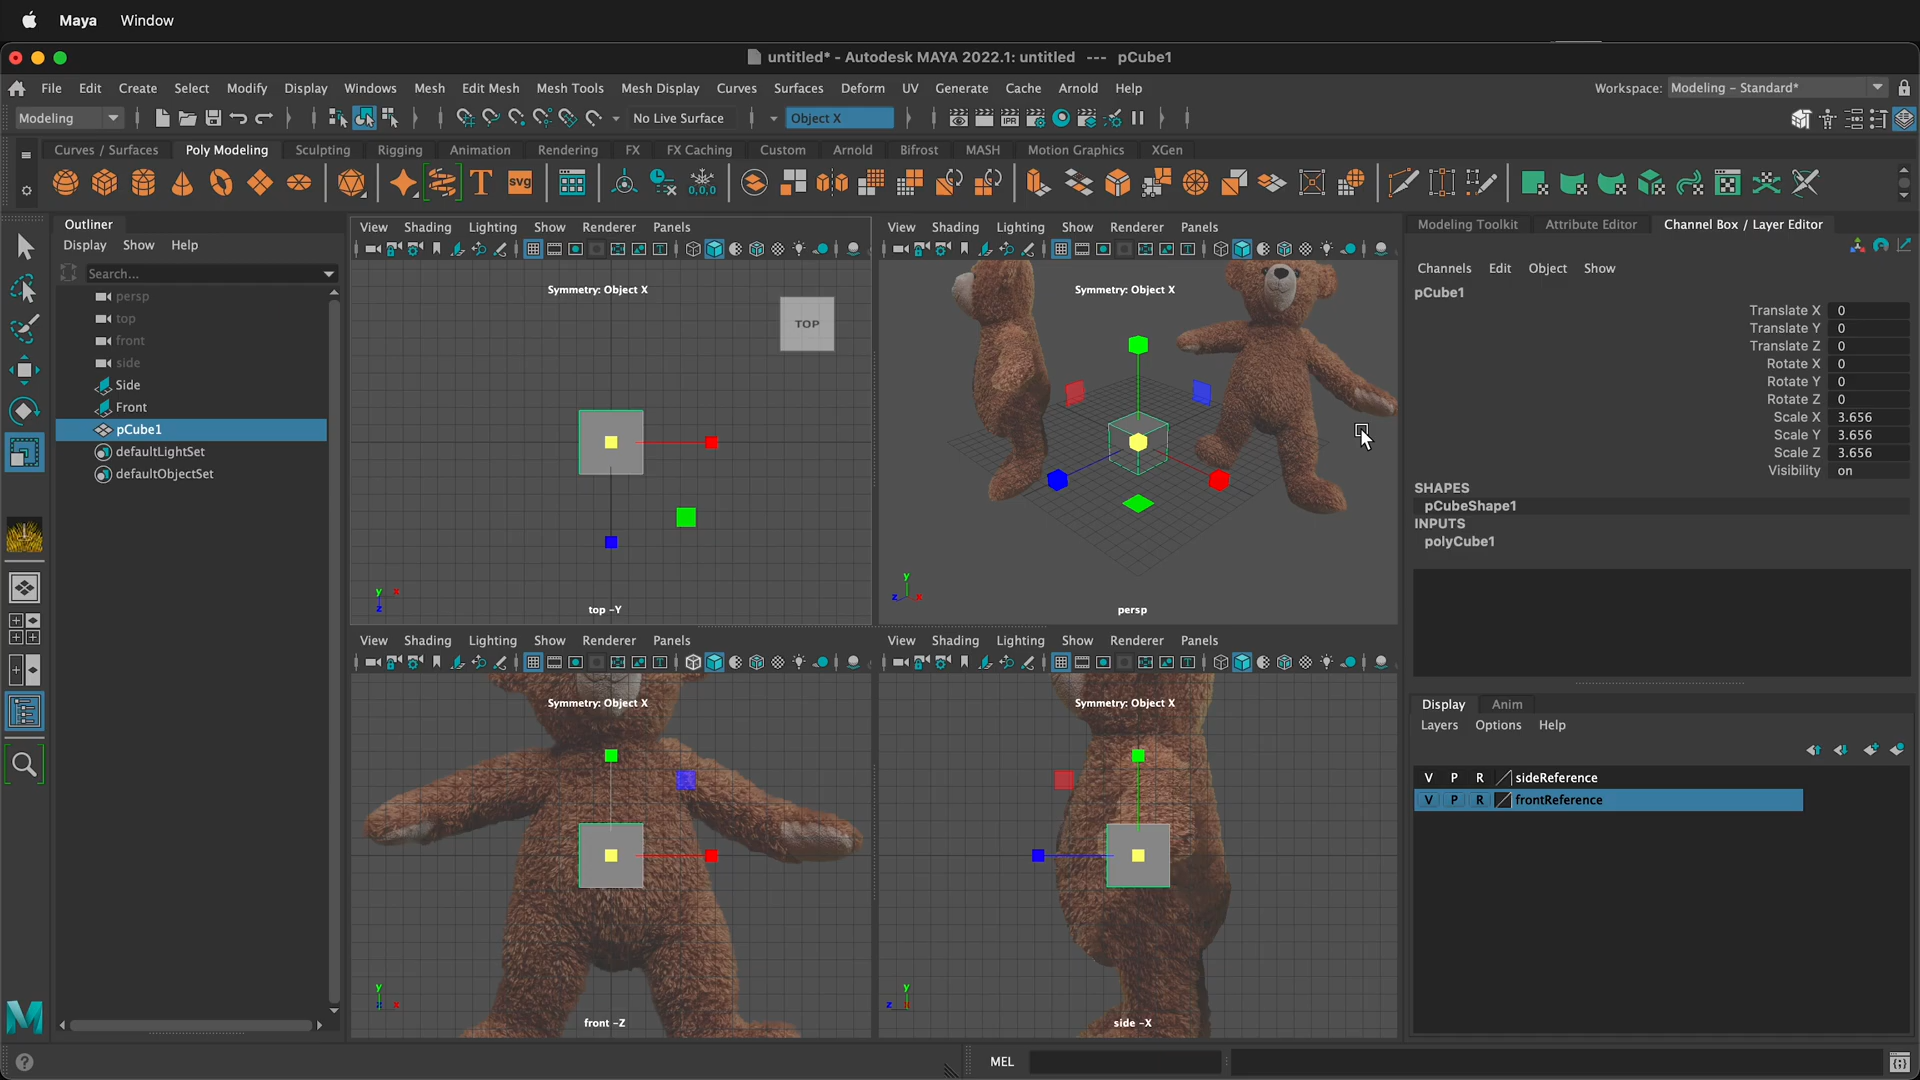 Maya Window
untitled* - Autodesk MAYA 2022.1: untitled --- pCube1
File Edit Create Select Modify Display Windows Mesh Edit Mesh Mesh Tools Mesh Display Curves Surfaces Deform UV Generate Cache Arnold Help Workspace: Modeling - Standard*
Modeling No Live Surface Object X
Curves / Surfaces Poly Modeling Sculpting Rigging Animation Rendering FX FX Caching Custom Arnold Bifrost MASH Motion Graphics XGen
IPR
T SVG 0,0,0
Outliner
Display Show Help
Search...
persp
top
front
side
Side
Front
pCube1
defaultLightSet
defaultObjectSet
View Shading Lighting Show Renderer Panels
Symmetry: Object X
TOP
y x
z
top -Y
View Shading Lighting Show Renderer Panels
Symmetry: Object X
y
z x
persp
View Shading Lighting Show Renderer Panels
Symmetry: Object X
y
z x
front -Z
View Shading Lighting Show Renderer Panels
Symmetry: Object X
y
z
side -X
Modeling Toolkit Attribute Editor Channel Box / Layer Editor
Channels Edit Object Show
pCube1
Translate X 0
Translate Y 0
Translate Z 0
Rotate X 0
Rotate Y 0
Rotate Z 0
Scale X 3.656
Scale Y 3.656
Scale Z 3.656
Visibility on
SHAPES
pCubeShape1
INPUTS
polyCube1
Display Anim
Layers Options Help
V P R sideReference
V P R frontReference
M
? MEL